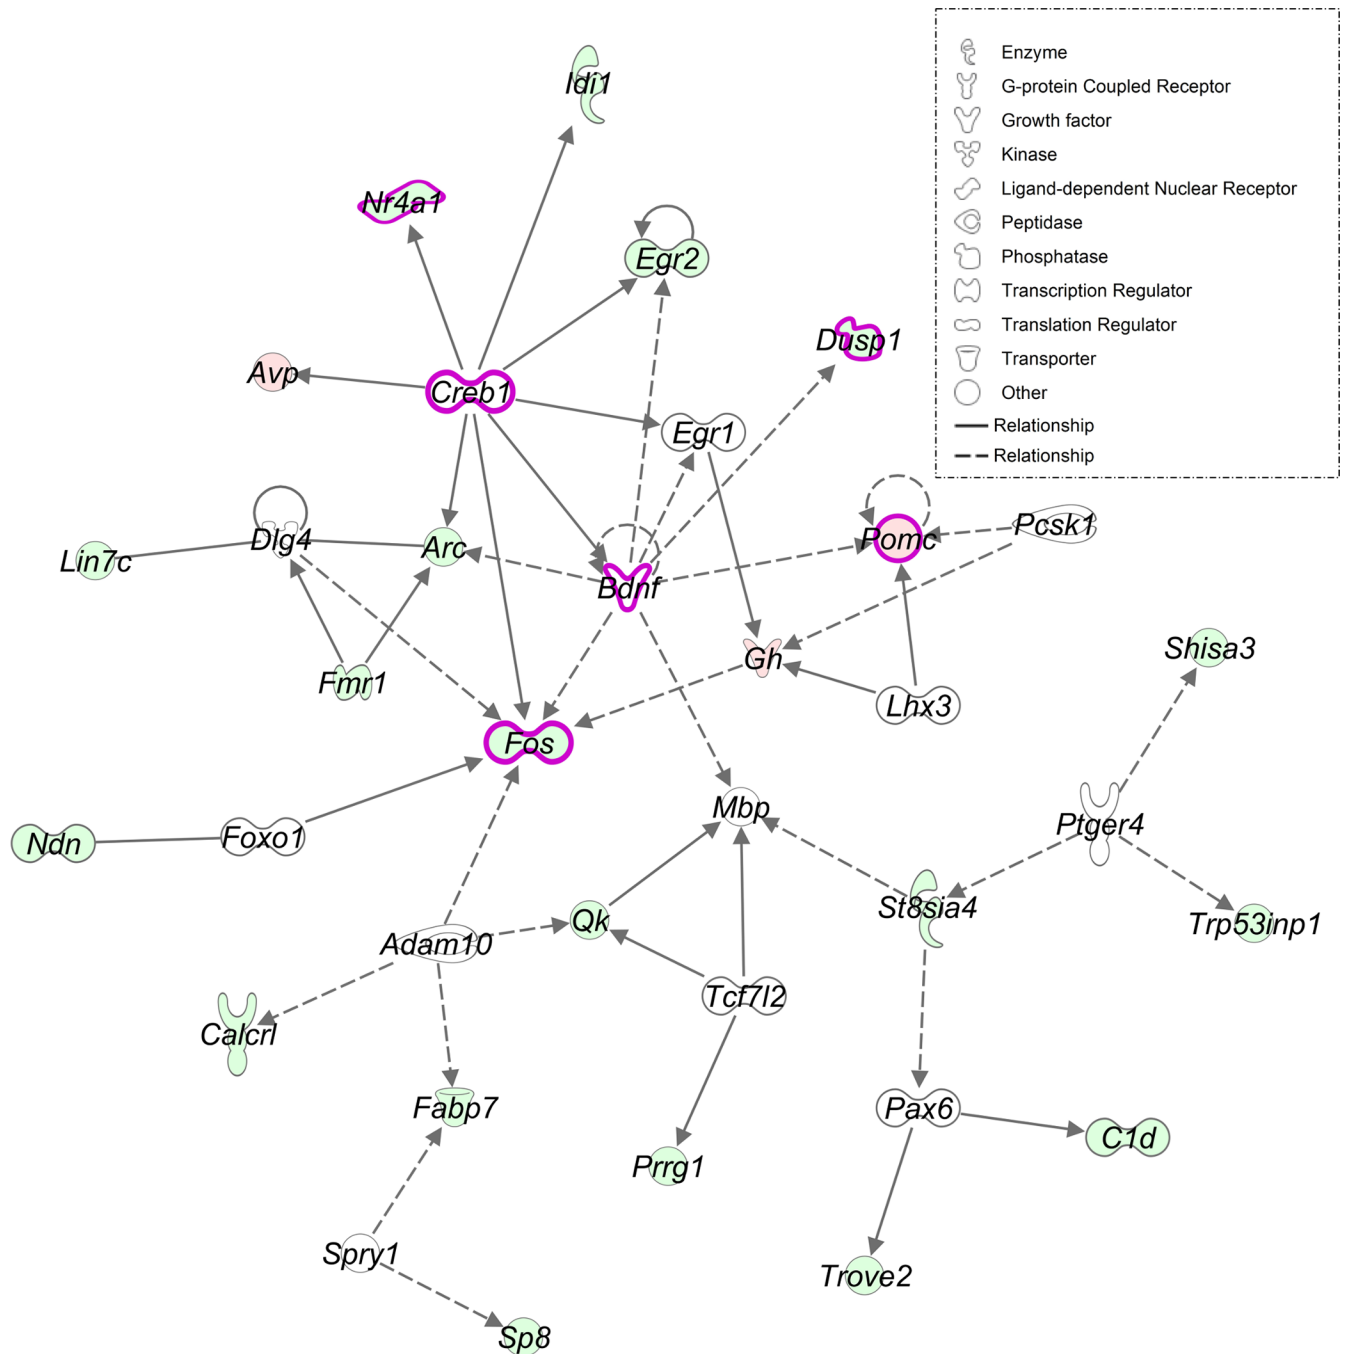 Idi1
Nr4a1
Egr2
Dusp1
Avp
Creb1
Egr1
Lin7c
Dlg4
Arc
Bdnf
Pomc
Pcsk1
Fmr1
Gh
Lhx3
Shisa3
Fos
Ndn
Foxo1
Mbp
Ptger4
Adam10
Qk
St8sia4
Trp53inp1
Calcrl
Tcf7l2
Fabp7
Prrg1
Pax6
C1d
Spry1
Trove2
Sp8
Enzyme
G-protein Coupled Receptor
Growth factor
Kinase
Ligand-dependent Nuclear Receptor
Peptidase
Phosphatase
Transcription Regulator
Translation Regulator
Transporter
Other
Relationship
Relationship